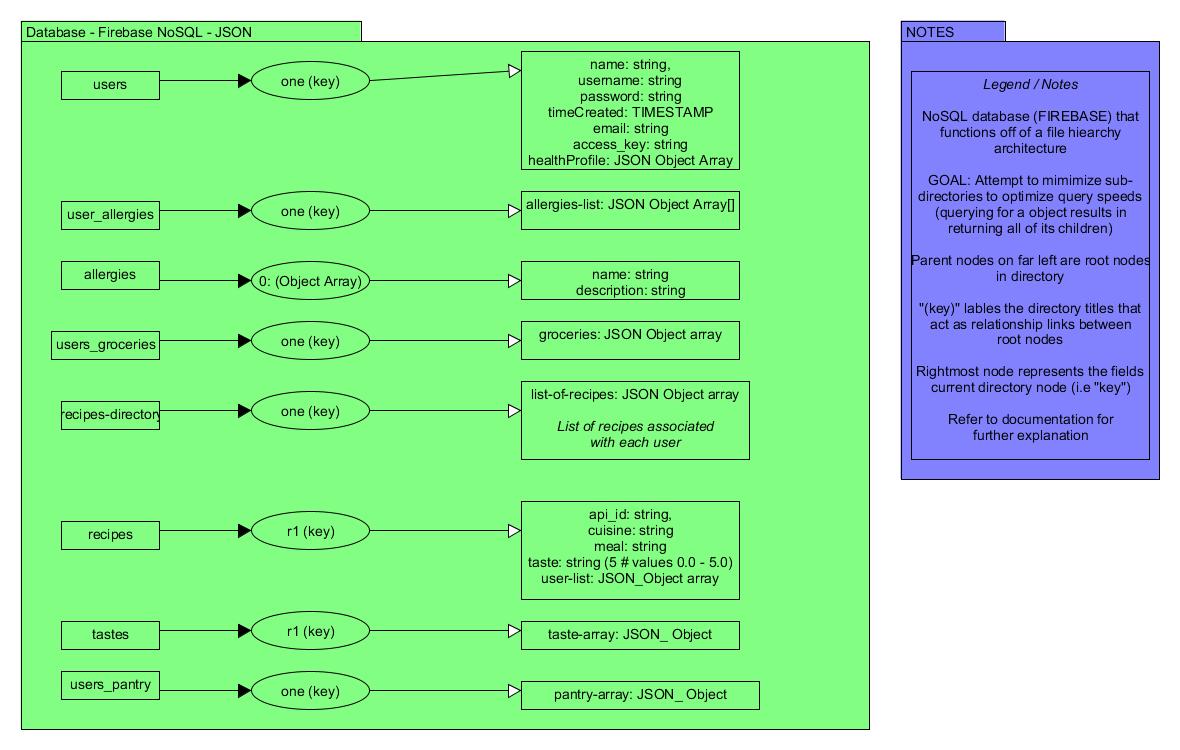 Database - Firebase NoSQL - JSON
users
one (key)
name: string,
username: string
password: string
timeCreated: TIMESTAMP
email: string
access_key: string
healthProfile: JSON Object Array
user_allergies
one (key)
allergies-list: JSON Object Array[]
allergies
0: (Object Array)
name: string
description: string
users_groceries
one (key)
groceries: JSON Object array
recipes-directory
one (key)
list-of-recipes: JSON Object array
List of recipes associated
with each user
recipes
r1 (key)
api_id: string,
cuisine: string
meal: string
taste: string (5 # values 0.0 - 5.0)
user-list: JSON_Object array
tastes
r1 (key)
taste-array: JSON_ Object
users_pantry
one (key)
pantry-array: JSON_ Object
NOTES
Legend / Notes
NoSQL database (FIREBASE) that
functions off of a file hiearchy
architecture
GOAL: Attempt to mimimize sub-
directories to optimize query speeds
(querying for a object results in
returning all of its children)
Parent nodes on far left are root nodes
in directory
"(key)" lables the directory titles that
act as relationship links between
root nodes
Rightmost node represents the fields
current directory node (i.e "key")
Refer to documentation for
further explanation